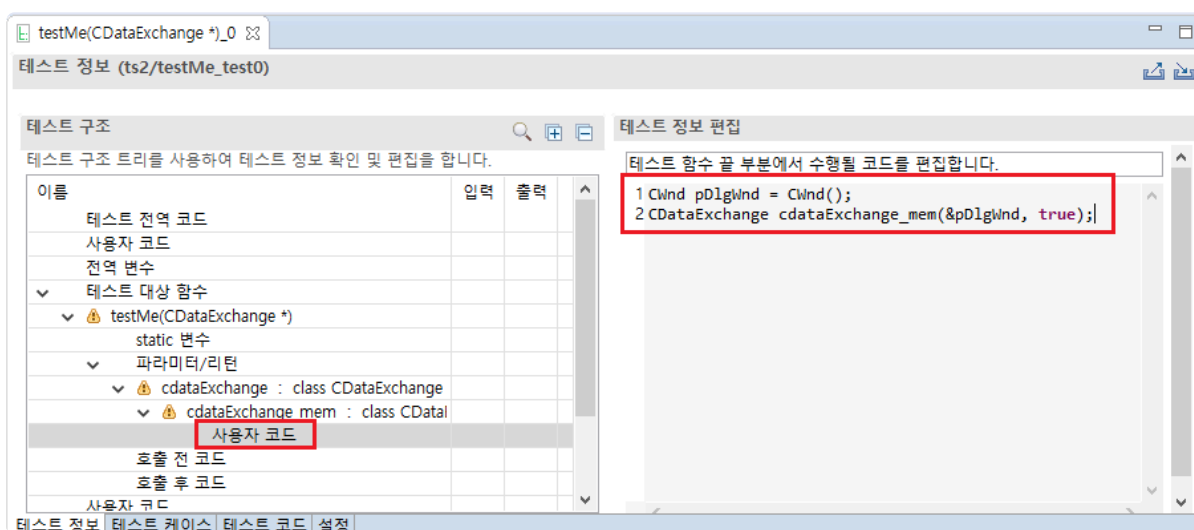 testMe(CDataExchange *)_0
테스트 정보 (ts2/testMe_test0)
테스트 구조
테스트 구조 트리를 사용하여 테스트 정보 확인 및 편집을 합니다.
이름 입력 출력
테스트 전역 코드
사용자 코드
전역 변수
테스트 대상 함수
testMe(CDataExchange *)
static 변수
파라미터/리턴
cdataExchange : class CDataExchange
cdataExchange_mem : class CDataI
사용자 코드
호출 전 코드
호출 후 코드
사용자 코드
테스트 정보 테스트 케이스 테스트 코드 설정
테스트 정보 편집
테스트 함수 끝 부분에서 수행될 코드를 편집합니다.
1 CWnd pDlgWnd = CWnd();
2 CDataExchange cdataExchange_mem(&pDlgWnd, true);